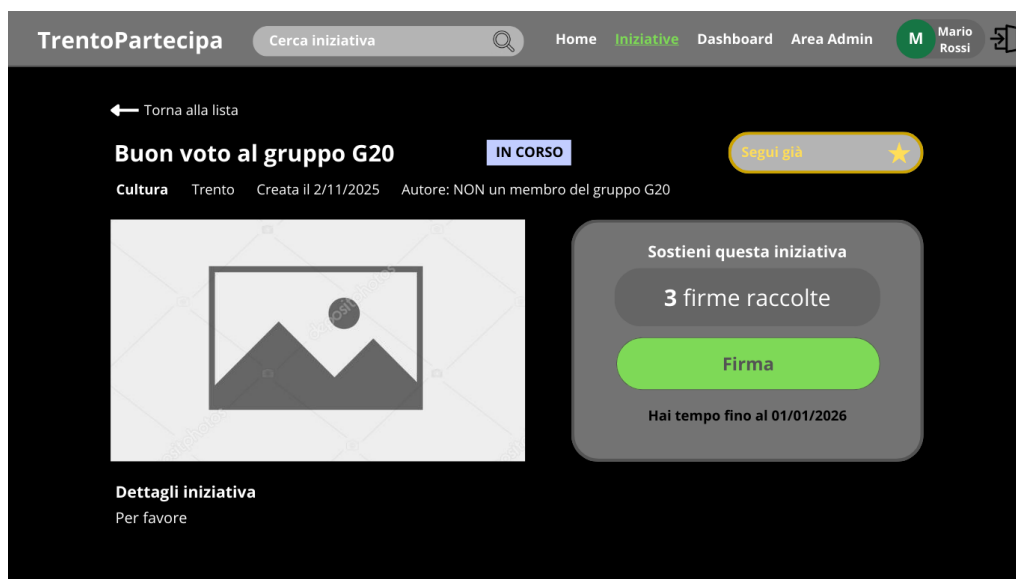 TrentoPartecipa
Cerca iniziativa
Home Iniziative Dashboard Area Admin
M
Mario
Rossi
Torna alla lista
Buon voto al gruppo G20
IN CORSO
Segui già
Cultura Trento Creata il 2/11/2025 Autore: NON un membro del gruppo G20
depositphotos
Sostieni questa iniziativa
3 firme raccolte
Firma
Hai tempo fino al 01/01/2026
Dettagli iniziativa
Per favore